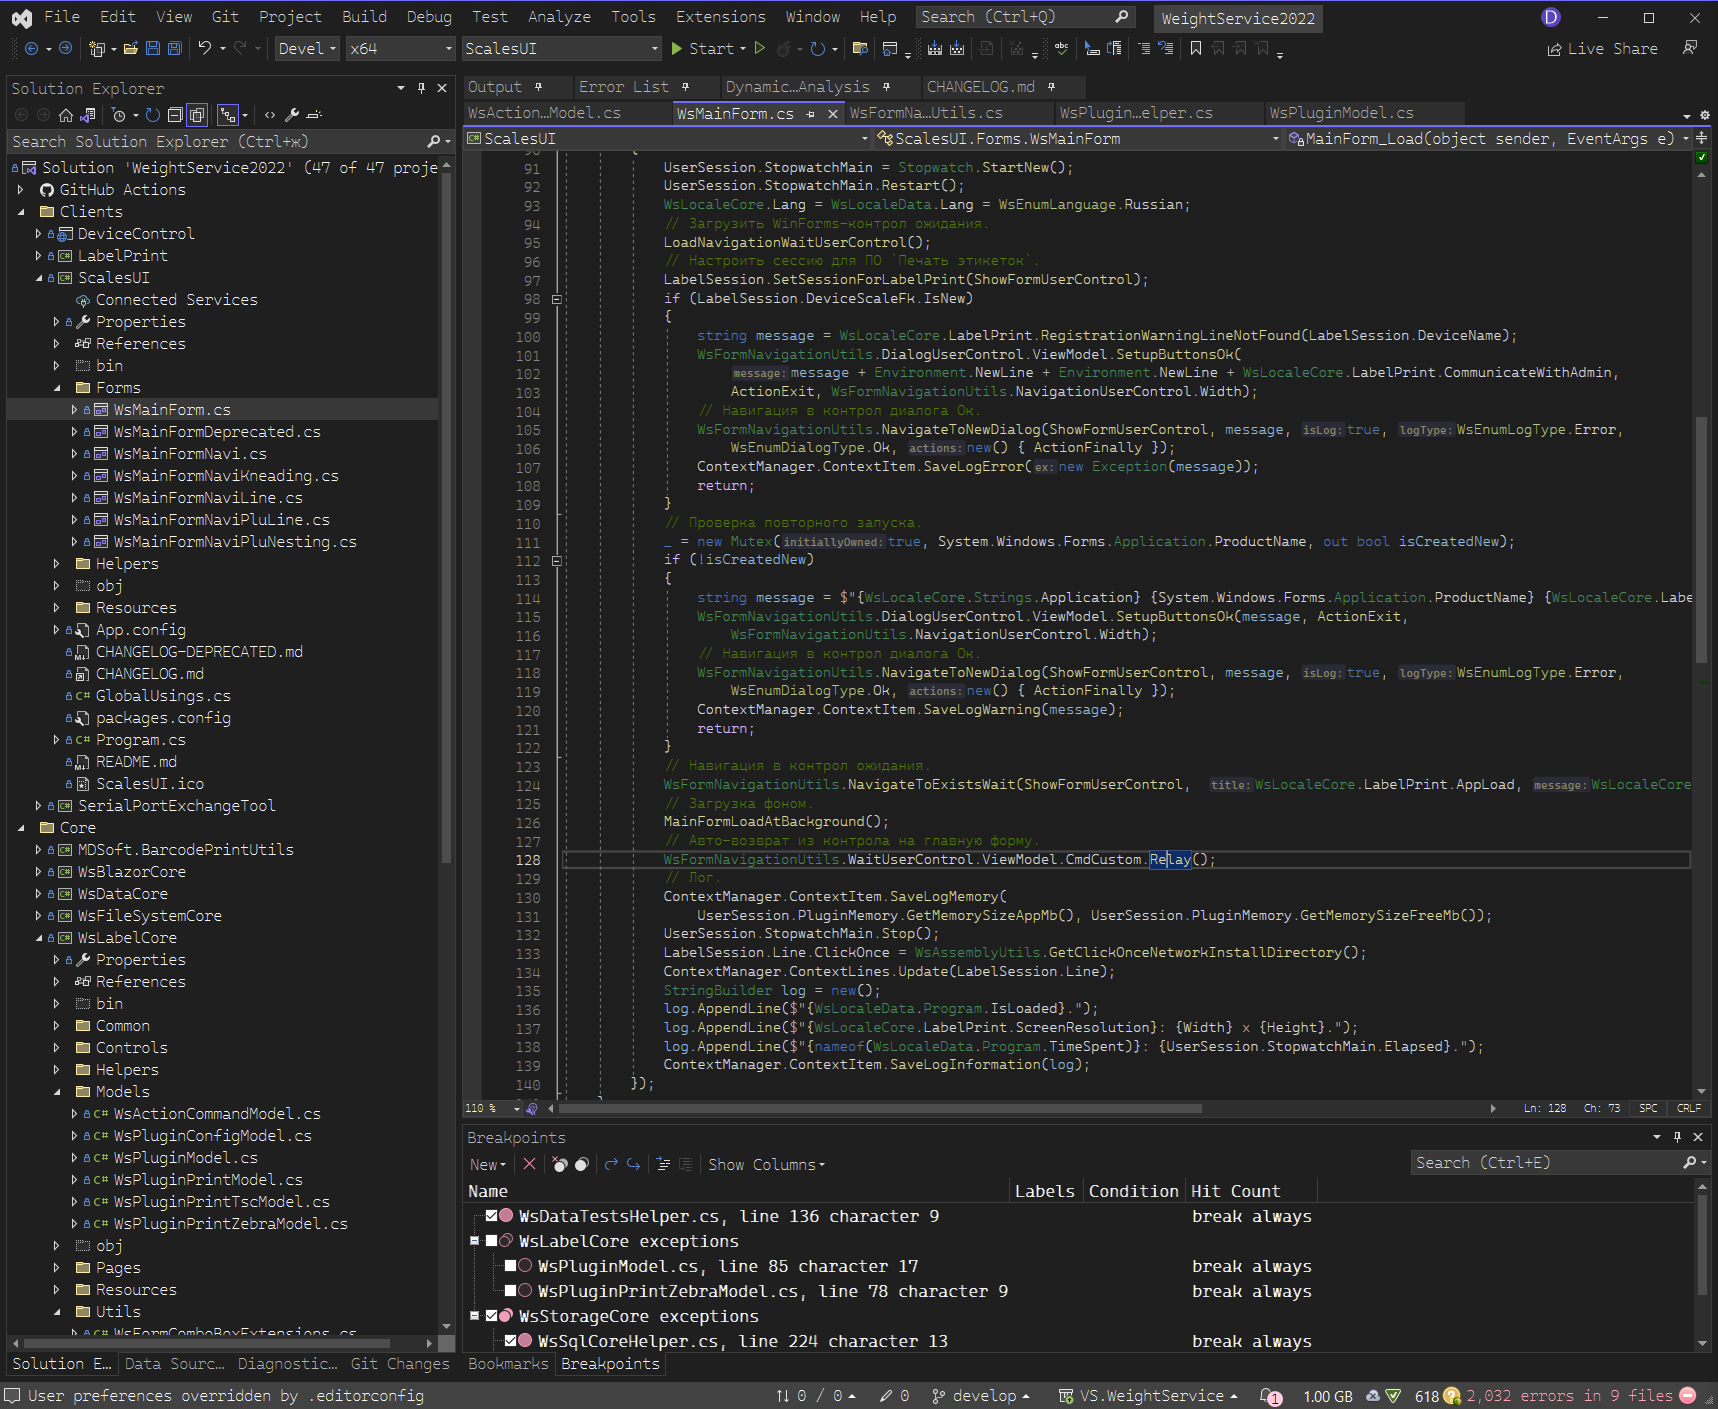 File Edit View Git Project Build Debug Test Analyze Tools Extensions Window Help Search (Ctrl+Q) WeightService2022 D
Devel x64 ScalesUI Start Live Share
Solution Explorer
Search Solution Explorer (Ctrl+ж)
Solution 'WeightService2022' (47 of 47 proje
GitHub Actions
Clients
DeviceControl
LabelPrint
ScalesUI
Connected Services
Properties
References
bin
Forms
WsMainForm.cs
WsMainFormDeprecated.cs
WsMainFormNavi.cs
WsMainFormNaviKneading.cs
WsMainFormNaviLine.cs
WsMainFormNaviPluLine.cs
WsMainFormNaviPluNesting.cs
Helpers
obj
Resources
App.config
CHANGELOG-DEPRECATED.md
CHANGELOG.md
GlobalUsings.cs
packages.config
Program.cs
README.md
ScalesUI.ico
SerialPortExchangeTool
Core
MDSoft.BarcodePrintUtils
WsBlazorCore
WsDataCore
WsFileSystemCore
WsLabelCore
Properties
References
bin
Common
Controls
Helpers
Models
WsActionCommandModel.cs
WsPluginConfigModel.cs
WsPluginModel.cs
WsPluginPrintModel.cs
WsPluginPrintTscModel.cs
WsPluginPrintZebraModel.cs
obj
Pages
Resources
Utils
WsFormComboBoxExtensions.cs
Solution E... Data Sourc... Diagnostic... Git Changes
Output Error List Dynamic...Analysis CHANGELOG.md
WsAction...Model.cs WsMainForm.cs WsFormNa...Utils.cs WsPlugin...elper.cs WsPluginModel.cs
ScalesUI ScalesUI.Forms.WsMainForm MainForm_Load(object sender, EventArgs e)
90 {
91 UserSession.StopwatchMain = Stopwatch.StartNew();
92 UserSession.StopwatchMain.Restart();
93 WsLocaleCore.Lang = WsLocaleData.Lang = WsEnumLanguage.Russian;
94 // Загрузить WinForms-контрол ожидания.
95 LoadNavigationWaitUserControl();
96 // Настроить сессию для ПО `Печать этикеток`.
97 LabelSession.SetSessionForLabelPrint(ShowFormUserControl);
98 if (LabelSession.DeviceScaleFk.IsNew)
99 {
100 string message = WsLocaleCore.LabelPrint.RegistrationWarningLineNotFound(LabelSession.DeviceName);
101 WsFormNavigationUtils.DialogUserControl.ViewModel.SetupButtonsOk(
102 message: message + Environment.NewLine + Environment.NewLine + WsLocaleCore.LabelPrint.CommunicateWithAdmin,
103 ActionExit, WsFormNavigationUtils.NavigationUserControl.Width);
104 // Навигация в контрол диалога Ок.
105 WsFormNavigationUtils.NavigateToNewDialog(ShowFormUserControl, message, isLog: true, logType: WsEnumLogType.Error,
106 WsEnumDialogType.Ok, actions: new() { ActionFinally });
107 ContextManager.ContextItem.SaveLogError( ex: new Exception(message));
108 return;
109 }
110 // Проверка повторного запуска.
111 _ = new Mutex( initiallyOwned: true, System.Windows.Forms.Application.ProductName, out bool isCreatedNew);
112 if (!isCreatedNew)
113 {
114 string message = $"{WsLocaleCore.Strings.Application} {System.Windows.Forms.Application.ProductName} {WsLocaleCore.Labe
115 WsFormNavigationUtils.DialogUserControl.ViewModel.SetupButtonsOk(message, ActionExit,
116 WsFormNavigationUtils.NavigationUserControl.Width);
117 // Навигация в контрол диалога Ок.
118 WsFormNavigationUtils.NavigateToNewDialog(ShowFormUserControl, message, isLog: true, logType: WsEnumLogType.Error,
119 WsEnumDialogType.Ok, actions: new() { ActionFinally });
120 ContextManager.ContextItem.SaveLogWarning(message);
121 return;
122 }
123 // Навигация в контрол ожидания.
124 WsFormNavigationUtils.NavigateToExistsWait(ShowFormUserControl, title: WsLocaleCore.LabelPrint.AppLoad, message: WsLocaleCore
125 // Загрузка фоном.
126 MainFormLoadAtBackground();
127 // Авто-возврат из контрола на главную форму.
128 WsFormNavigationUtils.WaitUserControl.ViewModel.CmdCustom.Relay();
129 // Лог.
130 ContextManager.ContextItem.SaveLogMemory(
131 UserSession.PluginMemory.GetMemorySizeAppMb(), UserSession.PluginMemory.GetMemorySizeFreeMb());
132 UserSession.StopwatchMain.Stop();
133 LabelSession.Line.ClickOnce = WsAssemblyUtils.GetClickOnceNetworkInstallDirectory();
134 ContextManager.ContextLines.Update(LabelSession.Line);
135 StringBuilder log = new();
136 log.AppendLine($"{WsLocaleData.Program.IsLoaded}.");
137 log.AppendLine($"{WsLocaleCore.LabelPrint.ScreenResolution}: {Width} x {Height}.");
138 log.AppendLine($"{nameof(WsLocaleData.Program.TimeSpent)}: {UserSession.StopwatchMain.Elapsed}.");
139 ContextManager.ContextItem.SaveLogInformation(log);
140 });
110 % Ln: 128 Ch: 73 SPC CRLF
Breakpoints
New Show Columns Search (Ctrl+E)
Name Labels Condition Hit Count
WsDataTestsHelper.cs, line 136 character 9 break always
WsLabelCore exceptions
WsPluginModel.cs, line 85 character 17 break always
WsPluginPrintZebraModel.cs, line 78 character 9 break always
WsStorageCore exceptions
WsSqlCoreHelper.cs, line 224 character 13 break always
Bookmarks Breakpoints
User preferences overridden by .editorconfig 0 / 0 0 develop VS.WeightService 1 1.00 GB 618 2,032 errors in 9 files